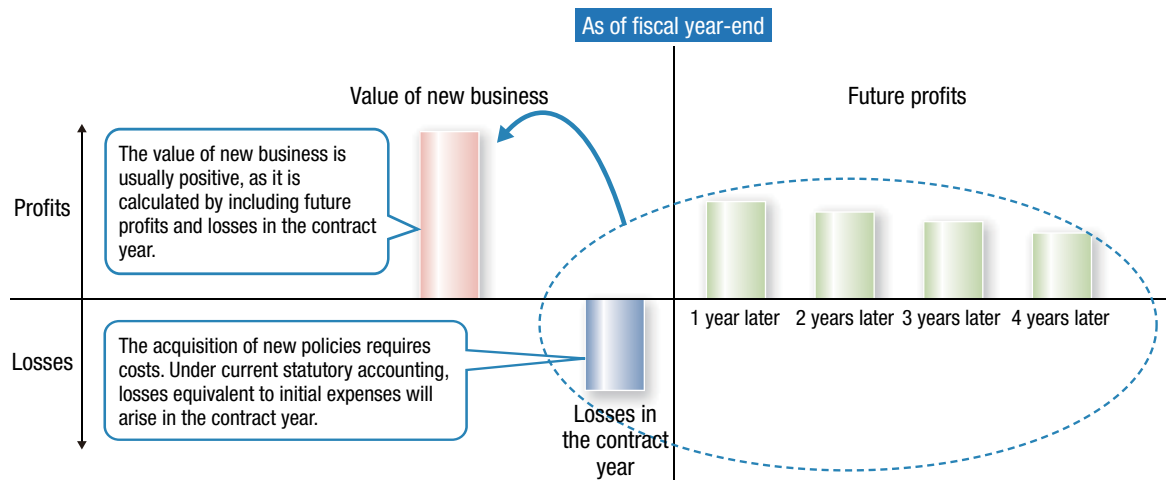 As of fiscal year-end
Value of new business
Future profits
The value of new business is
usually positive, as it is
calculated by including future
profits and losses in the contract
year.
Profits
1 year later
2 years later
3 years later
4 years later
Losses
The acquisition of new policies requires
costs. Under current statutory accounting,
losses equivalent to initial expenses will
arise in the contract year.
Losses in
the contract
year